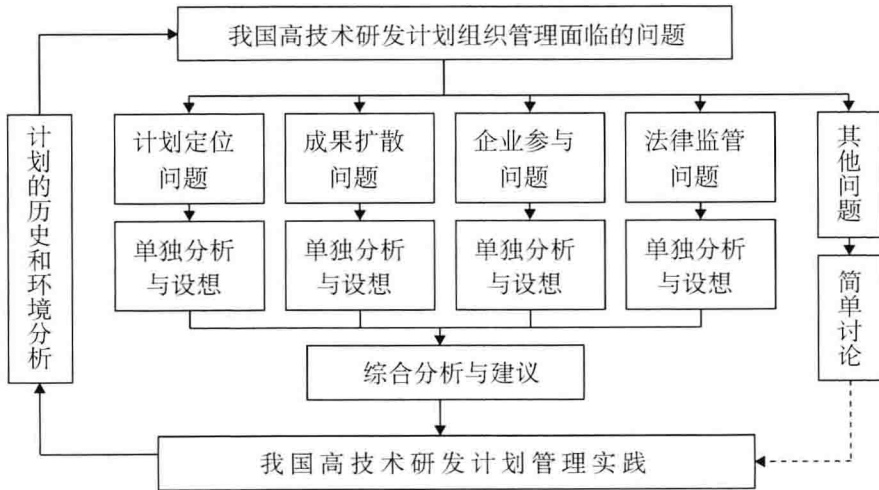 我国高技术研发计划组织管理面临的问题
计划的历史和环境分析
计划定位
问题
成果扩散
问题
企业参与
问题
法律监管
问题
其他问题
单独分析
与设想
单独分析
与设想
单独分析
与设想
单独分析
与设想
简单讨论
综合分析与建议
我国高技术研发计划管理实践